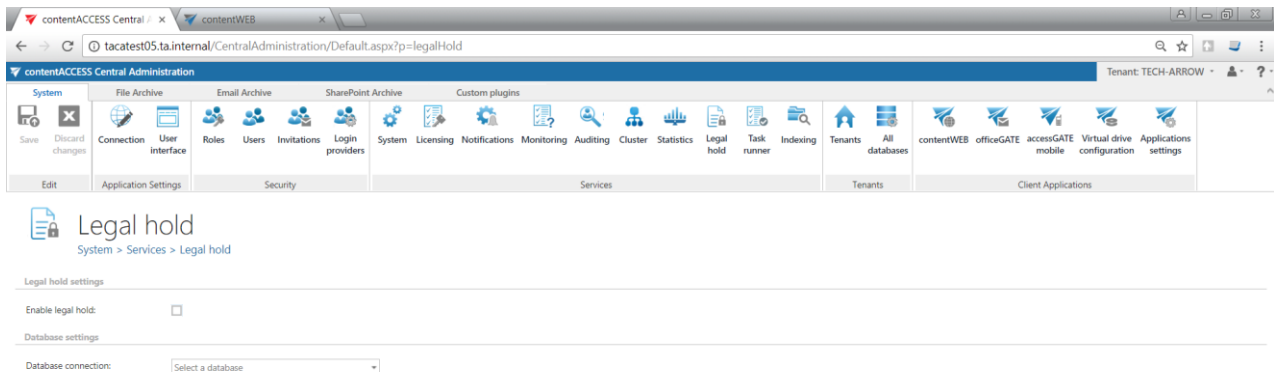 contentACCESS Central A
contentWEB
tacatest05.ta.internal/CentralAdministration/Default.aspx?p=legalHold
contentACCESS Central Administration
Tenant: TECH-ARROW
?
System File Archive Email Archive SharePoint Archive Custom plugins
Save Discard changes Connection User interface Roles Users Invitations Login providers System Licensing Notifications Monitoring Auditing Cluster Statistics Legal hold Task runner Indexing Tenants All databases contentWEB officeGATE accessGATE mobile Virtual drive configuration Applications settings
Edit Application Settings Security Services Tenants Client Applications
Legal hold
System > Services > Legal hold
Legal hold settings
Enable legal hold:
Database settings
Database connection: Select a database